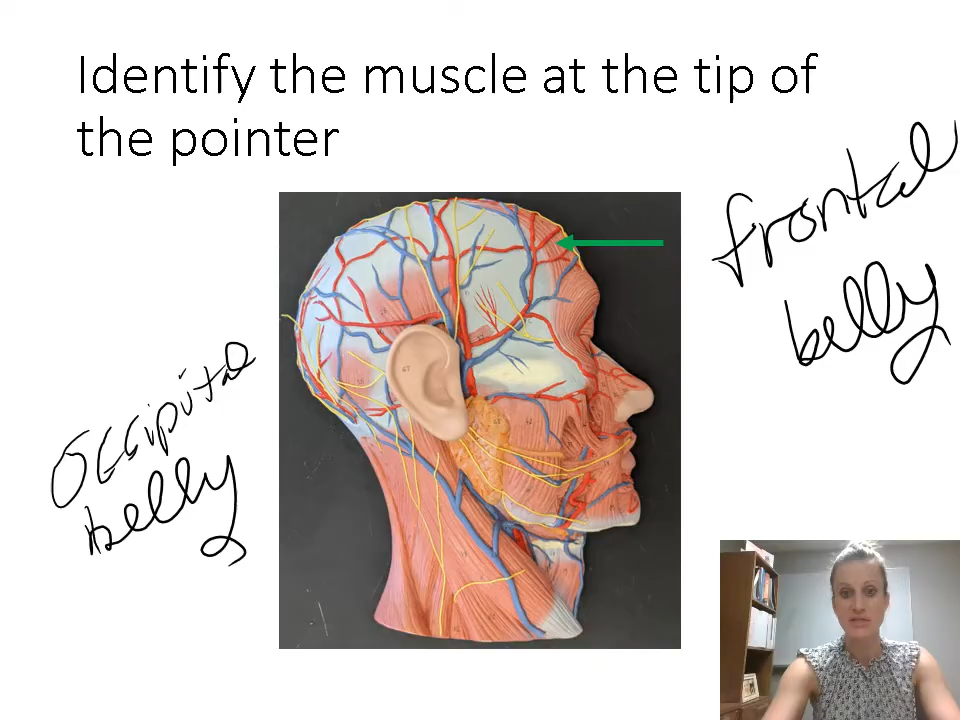 Identify the muscle at the tip of
the pointer
frontal
belly
Occipital
belly